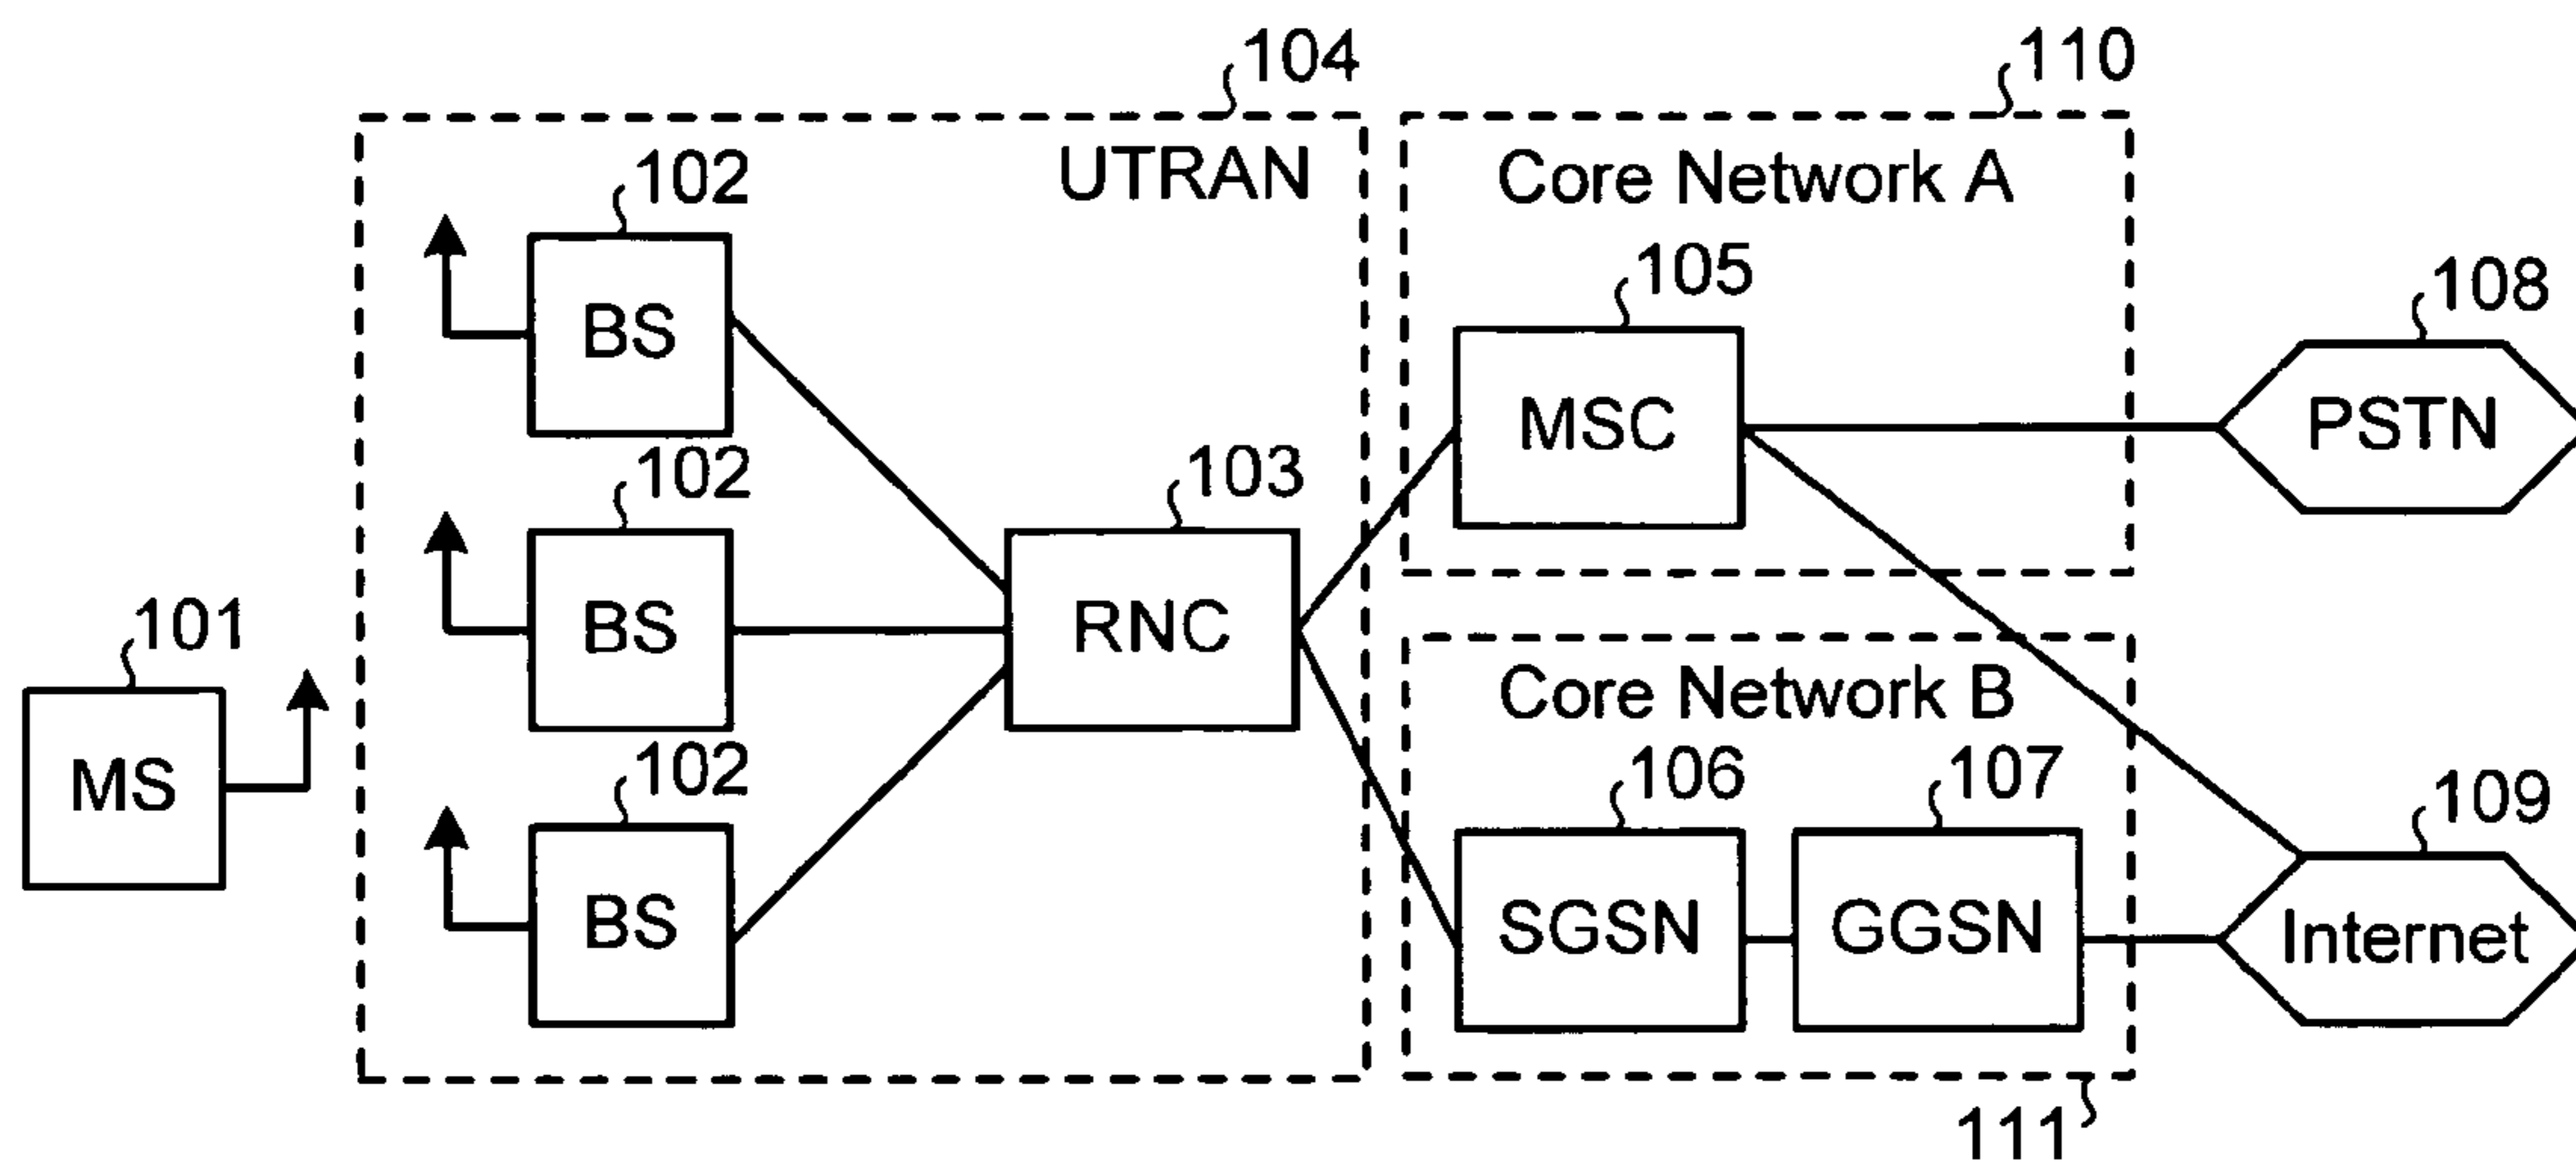 104
110
UTRAN
Core Network A
102
BS
105
MSC
108
PSTN
102
BS
103
RNC
101
MS
Core Network B
102
BS
106
SGSN
107
GGSN
109
Internet
111